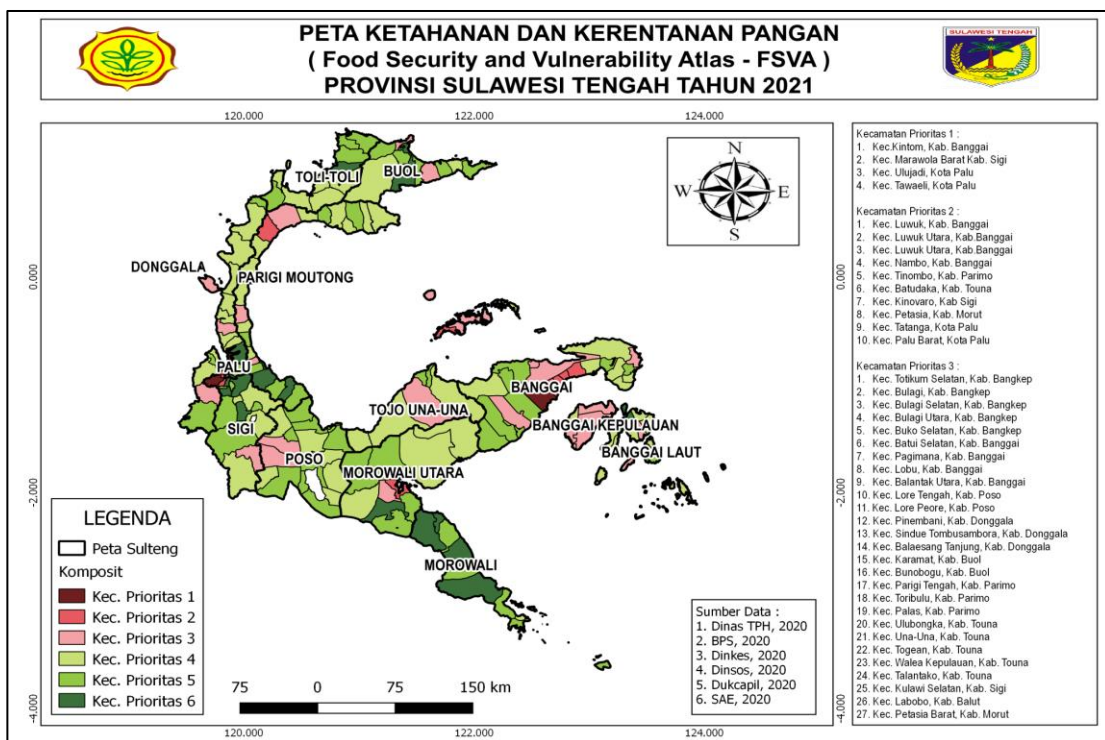 PETA KETAHANAN DAN KERENTANAN PANGAN
( Food Security and Vulnerability Atlas - FSVA )
PROVINSI SULAWESI TENGAH TAHUN 2021
SULAWESI TENGAH
120.000 122.000 124.000
0.000
-2.000
-4.000
N
W E
S
TOLI-TOLI
BUOL
DONGGALA
PARIGI MOUTONG
PALU
SIGI
POSO
TOJO UNA-UNA
BANGGAI
BANGGAI KEPULAUAN
BANGGAI LAUT
MOROWALI UTARA
MOROWALI
LEGENDA
Peta Sulteng
Komposit
Kec. Prioritas 1
Kec. Prioritas 2
Kec. Prioritas 3
Kec. Prioritas 4
Kec. Prioritas 5
Kec. Prioritas 6
75 0 75 150 km
Sumber Data :
1. Dinas TPH, 2020
2. BPS, 2020
3. Dinkes, 2020
4. Dinsos, 2020
5. Dukcapil, 2020
6. SAE, 2020
120.000 122.000 124.000
0.000
-2.000
-4.000
Kecamatan Prioritas 1 :
1. Kec.Kintom, Kab. Banggai
2. Kec. Marawola Barat Kab. Sigi
3. Kec. Ulujadi, Kota Palu
4. Kec. Tawaeli, Kota Palu
Kecamatan Prioritas 2 :
1. Kec. Luwuk, Kab. Banggai
2. Kec. Luwuk Utara, Kab.Banggai
3. Kec. Luwuk Utara, Kab.Banggai
4. Kec. Nambo, Kab. Banggai
5. Kec. Tinombo, Kab. Parimo
6. Kec. Batudaka, Kab. Touna
7. Kec. Kinovaro, Kab Sigi
8. Kec. Petasia, Kab. Morut
9. Kec. Tatanga, Kota Palu
10. Kec. Palu Barat, Kota Palu
Kecamatan Prioritas 3 :
1. Kec. Totikum Selatan, Kab. Bangkep
2. Kec. Bulagi, Kab. Bangkep
3. Kec. Bulagi Selatan, Kab. Bangkep
4. Kec. Bulagi Utara, Kab. Bangkep
5. Kec. Buko Selatan, Kab. Bangkep
6. Kec. Batui Selatan, Kab. Banggai
7. Kec. Pagimana, Kab. Banggai
8. Kec. Lobu, Kab. Banggai
9. Kec. Balantak Utara, Kab. Banggai
10. Kec. Lore Tengah, Kab. Poso
11. Kec. Lore Peore, Kab. Poso
12. Kec. Pinembani, Kab. Donggala
13. Kec. Sindue Tombusambora, Kab. Donggala
14. Kec. Balaesang Tanjung, Kab. Donggala
15. Kec. Karamat, Kab. Buol
16. Kec. Bunobogu, Kab. Buol
17. Kec. Parigi Tengah, Kab. Parimo
18. Kec. Toribulu, Kab. Parimo
19. Kec. Palas, Kab. Parimo
20. Kec. Ulubongka, Kab. Touna
21. Kec. Una-Una, Kab. Touna
22. Kec. Togean, Kab. Touna
23. Kec. Walea Kepulauan, Kab. Touna
24. Kec. Talantako, Kab. Touna
25. Kec. Kulawi Selatan, Kab. Sigi
26. Kec. Labobo, Kab. Balut
27. Kec. Petasia Barat, Kab. Morut